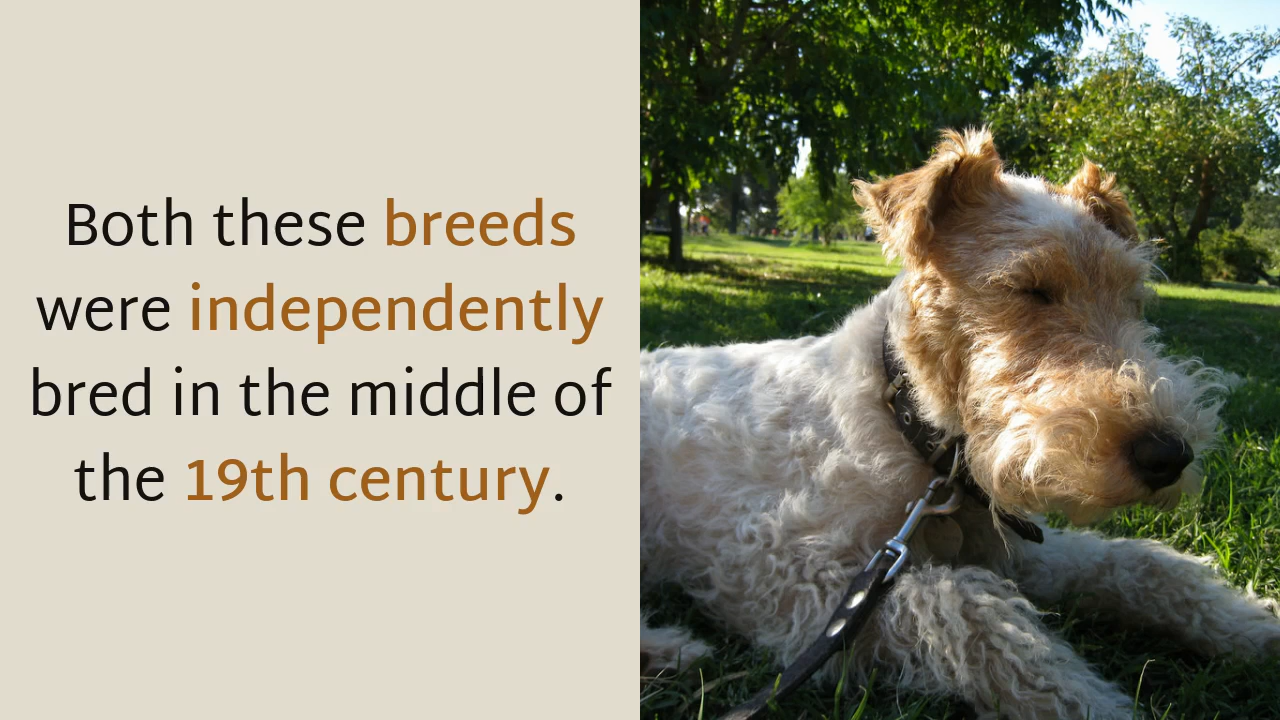 Both these breeds
were independently
bred in the middle of
the 19th century.